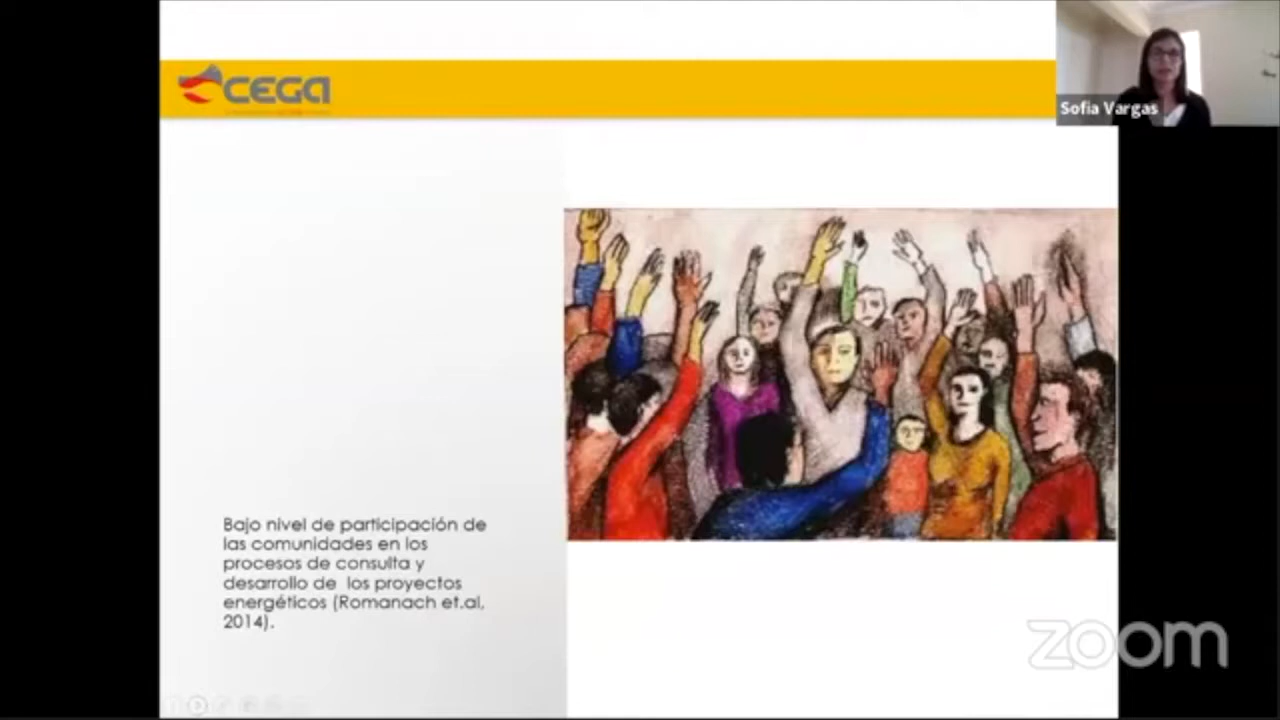 CEGA
Sofia Vargas
Bajo nivel de participación de
las comunidades en los
procesos de consulta y
desarrollo de los proyectos
energéticos (Romanach et.al,
2014).
zoom